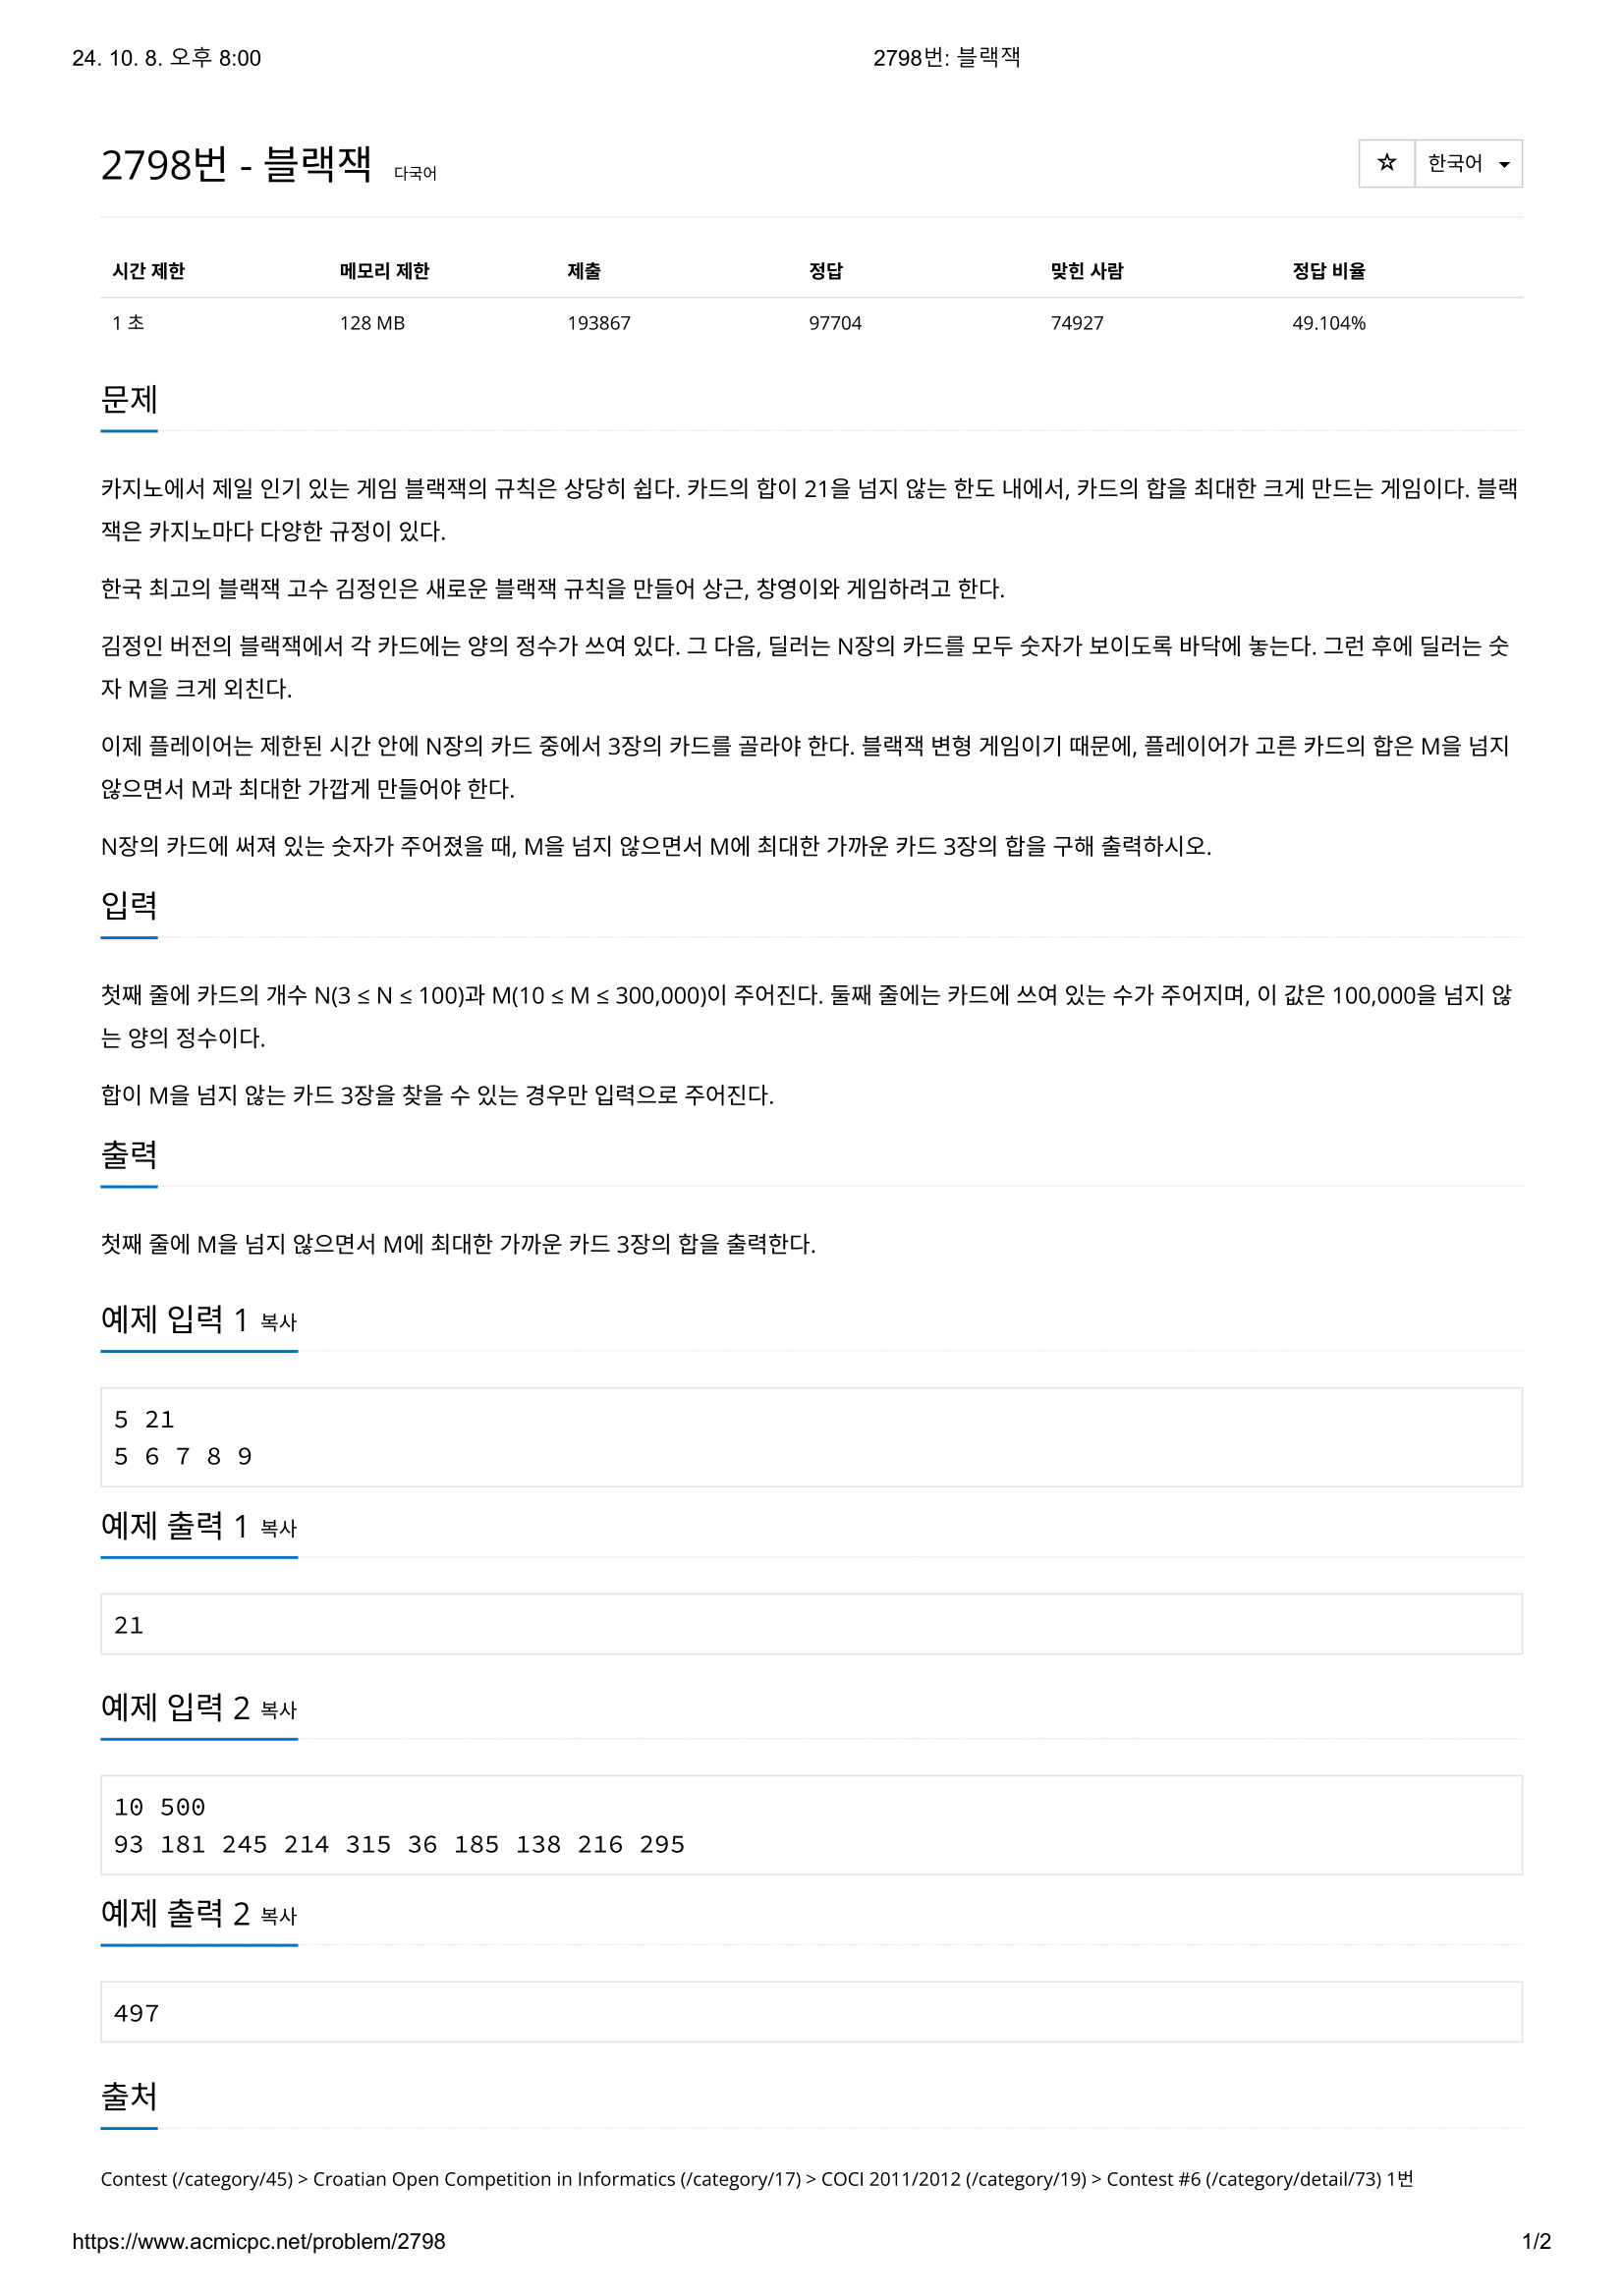 24. 10. 8. 오후 8:00 2798번: 블랙잭
2798번 - 블랙잭 다국어
☆ 한국어
시간 제한 메모리 제한 제출 정답 맞힌 사람 정답 비율
1 초 128 MB 193867 97704 74927 49.104%
문제
카지노에서 제일 인기 있는 게임 블랙잭의 규칙은 상당히 쉽다. 카드의 합이 21을 넘지 않는 한도 내에서, 카드의 합을 최대한 크게 만드는 게임이다. 블랙
잭은 카지노마다 다양한 규정이 있다.
한국 최고의 블랙잭 고수 김정인은 새로운 블랙잭 규칙을 만들어 상근, 창영이와 게임하려고 한다.
김정인 버전의 블랙잭에서 각 카드에는 양의 정수가 쓰여 있다. 그 다음, 딜러는 N장의 카드를 모두 숫자가 보이도록 바닥에 놓는다. 그런 후에 딜러는 숫
자 M을 크게 외친다.
이제 플레이어는 제한된 시간 안에 N장의 카드 중에서 3장의 카드를 골라야 한다. 블랙잭 변형 게임이기 때문에, 플레이어가 고른 카드의 합은 M을 넘지
않으면서 M과 최대한 가깝게 만들어야 한다.
N장의 카드에 써져 있는 숫자가 주어졌을 때, M을 넘지 않으면서 M에 최대한 가까운 카드 3장의 합을 구해 출력하시오.
입력
첫째 줄에 카드의 개수 N(3 ≤ N ≤ 100)과 M(10 ≤ M ≤ 300,000)이 주어진다. 둘째 줄에는 카드에 쓰여 있는 수가 주어지며, 이 값은 100,000을 넘지 않
는 양의 정수이다.
합이 M을 넘지 않는 카드 3장을 찾을 수 있는 경우만 입력으로 주어진다.
출력
첫째 줄에 M을 넘지 않으면서 M에 최대한 가까운 카드 3장의 합을 출력한다.
예제 입력 1 복사
5 21
5 6 7 8 9
예제 출력 1 복사
21
예제 입력 2 복사
10 500
93 181 245 214 315 36 185 138 216 295
예제 출력 2 복사
497
출처
Contest (/category/45) > Croatian Open Competition in Informatics (/category/17) > COCI 2011/2012 (/category/19) > Contest #6 (/category/detail/73) 1번
https://www.acmicpc.net/problem/2798 1/2